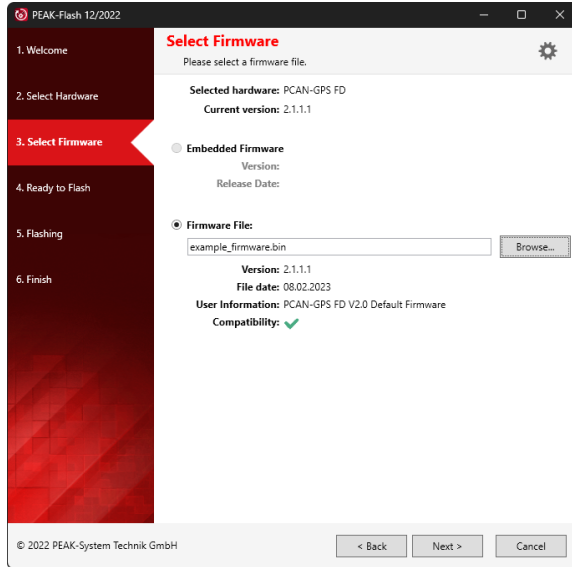 PEAK-Flash 12/2022
1. Welcome
2. Select Hardware
3. Select Firmware
4. Ready to Flash
5. Flashing
6. Finish
Select Firmware
Please select a firmware file.
Selected hardware: PCAN-GPS FD
Current version: 2.1.1.1
Embedded Firmware
Version:
Release Date:
Firmware File:
example_firmware.bin
Browse...
Version: 2.1.1.1
File date: 08.02.2023
User Information: PCAN-GPS FD V2.0 Default Firmware
Compatibility:
© 2022 PEAK-System Technik GmbH
< Back
Next >
Cancel